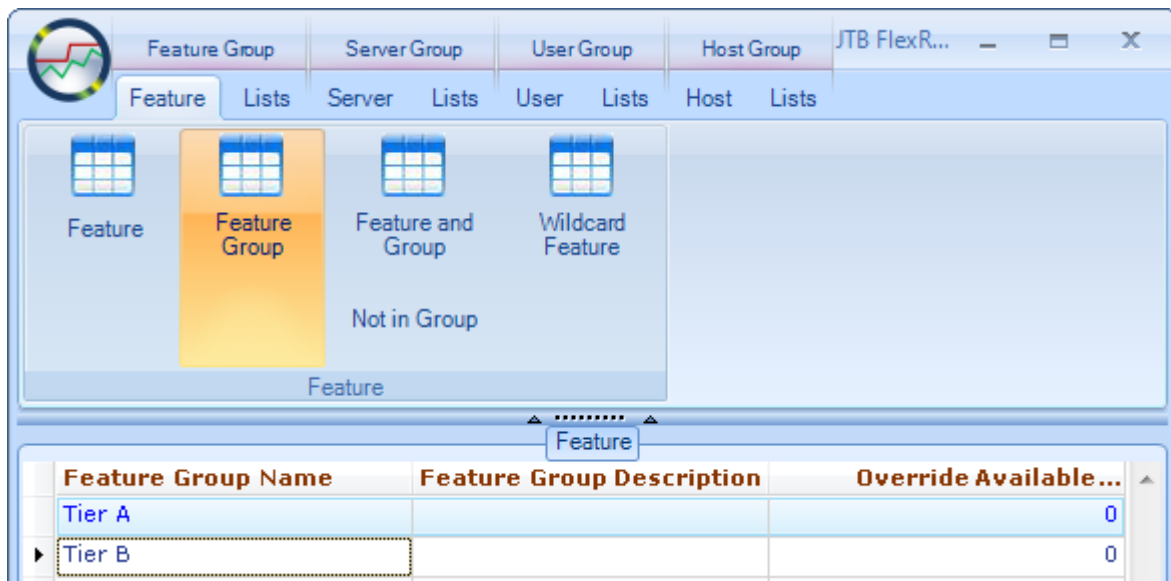 Feature Group Server Group User Group Host Group JTB FlexR...
Feature Lists Server Lists User Lists Host Lists
Feature
Feature
Group
Feature and
Group
Wildcard
Feature
Not in Group
Feature
Feature
Feature Group Name Feature Group Description Override Available...
Tier A 0
Tier B 0